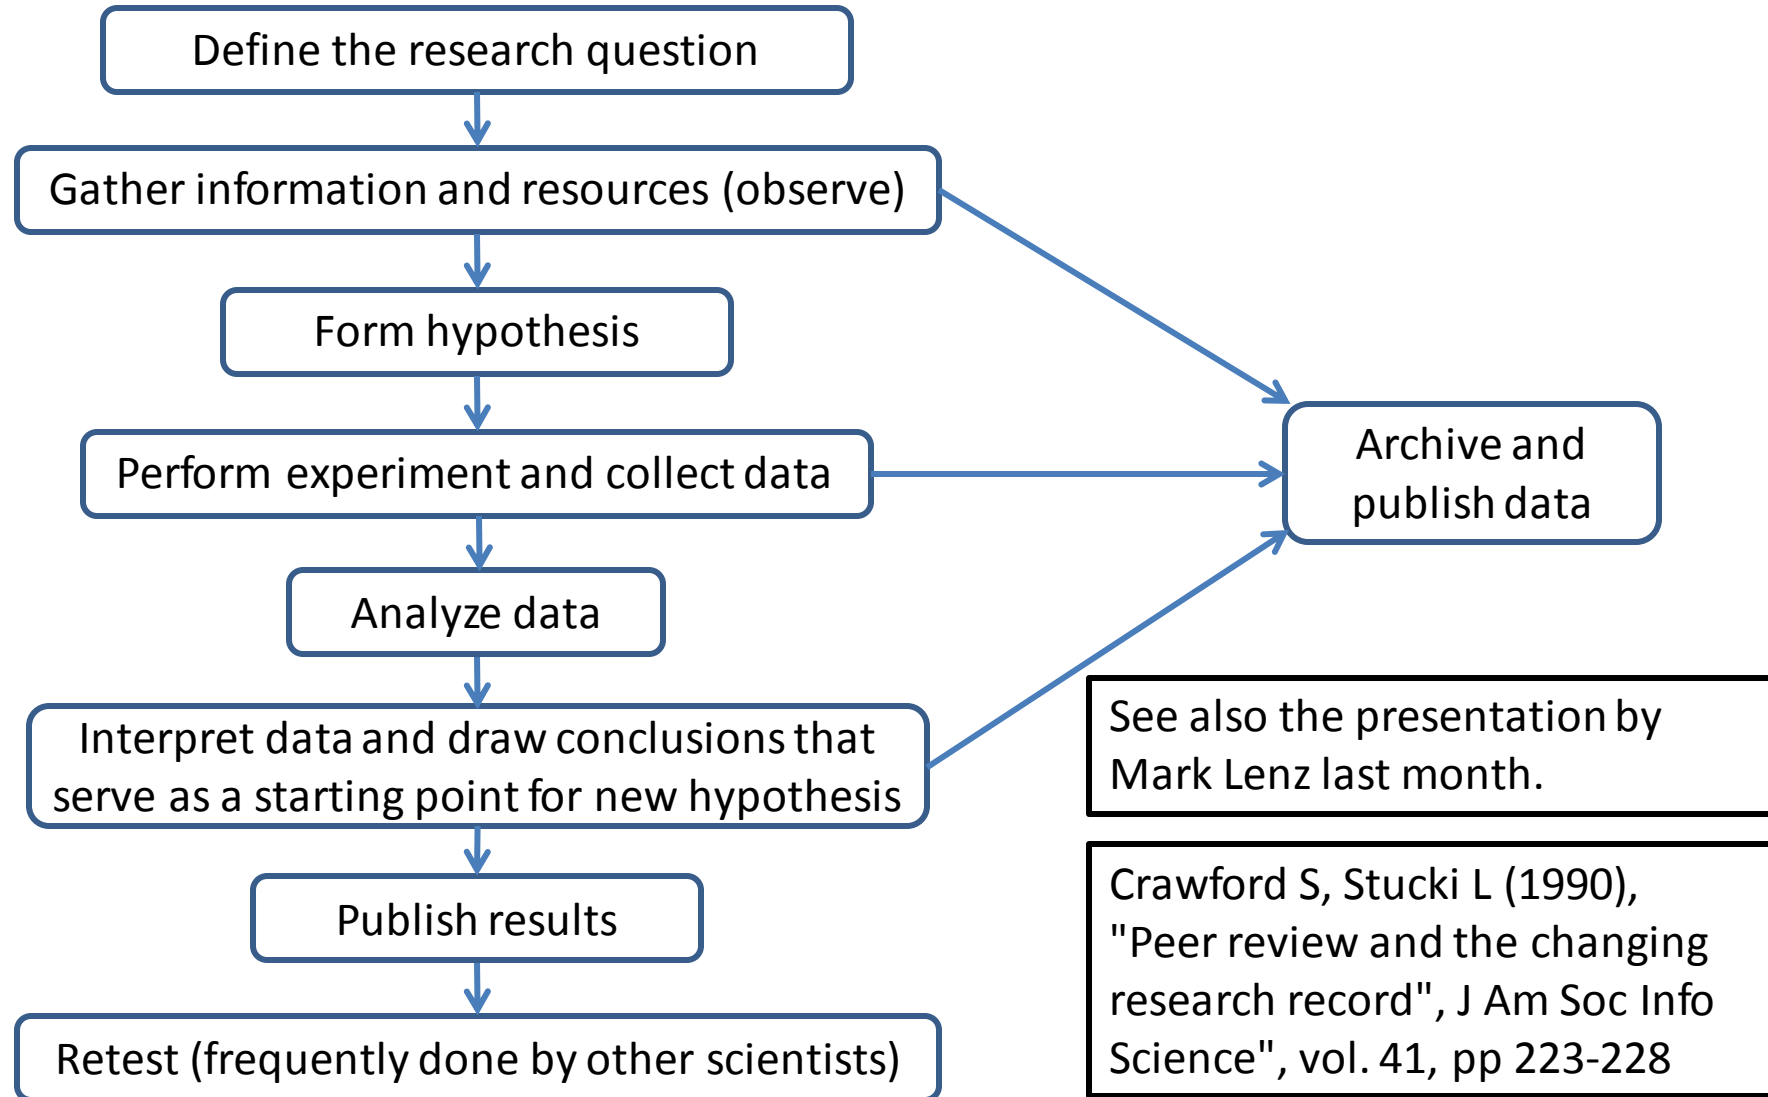 Define the research question
Gather information and resources (observe)
Form hypothesis
Perform experiment and collect data
Archive and
publish data
Analyze data
Interpret data and draw conclusions that
serve as a starting point for new hypothesis
Publish results
Retest (frequently done by other scientists)
See also the presentation by
Mark Lenz last month.
Crawford S, Stucki L (1990),
"Peer review and the changing
research record", J Am Soc Info
Science", vol. 41, pp 223-228